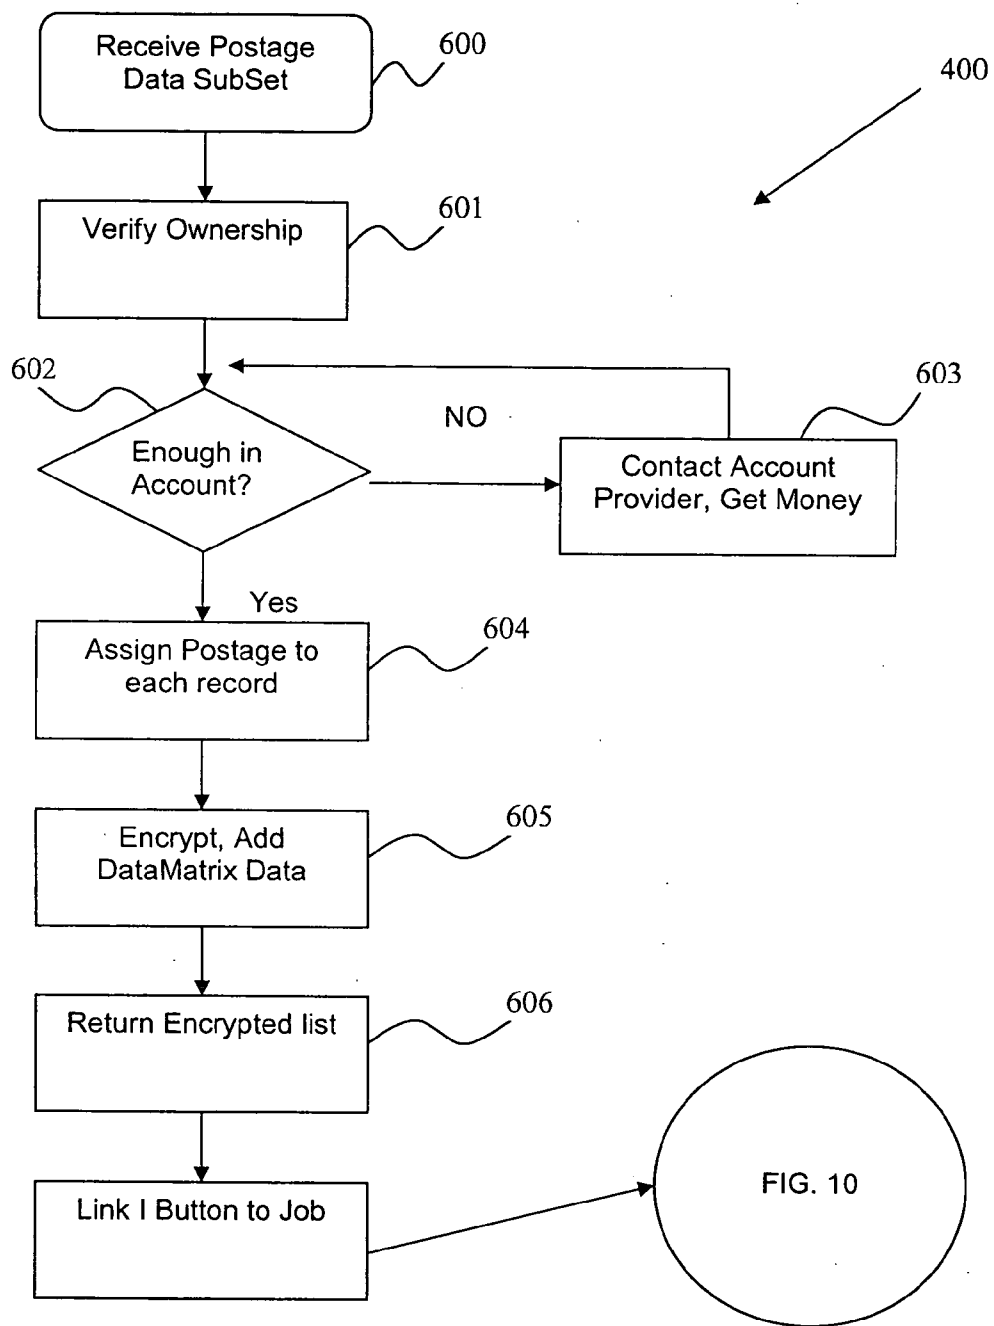 Receive Postage
Data SubSet
600
400
Verify Ownership
601
602
Enough in
Account?
NO
603
Contact Account
Provider, Get Money
Yes
Assign Postage to
each record
604
Encrypt, Add
DataMatrix Data
605
Return Encrypted list
606
Link I Button to Job
FIG. 10